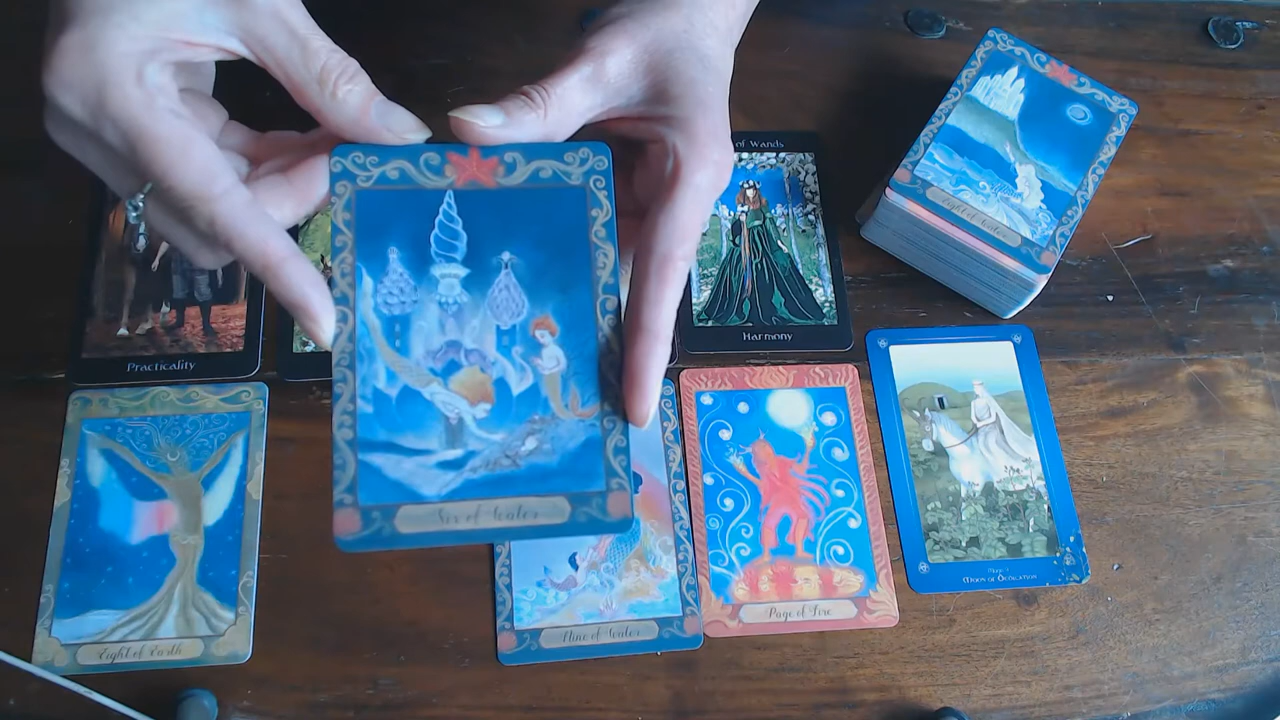 of Wands
Eight of Water
Practicality
Harmony
Six of Water
Moon of Dedication
Page of Fire
Nine of Water
Eight of Earth